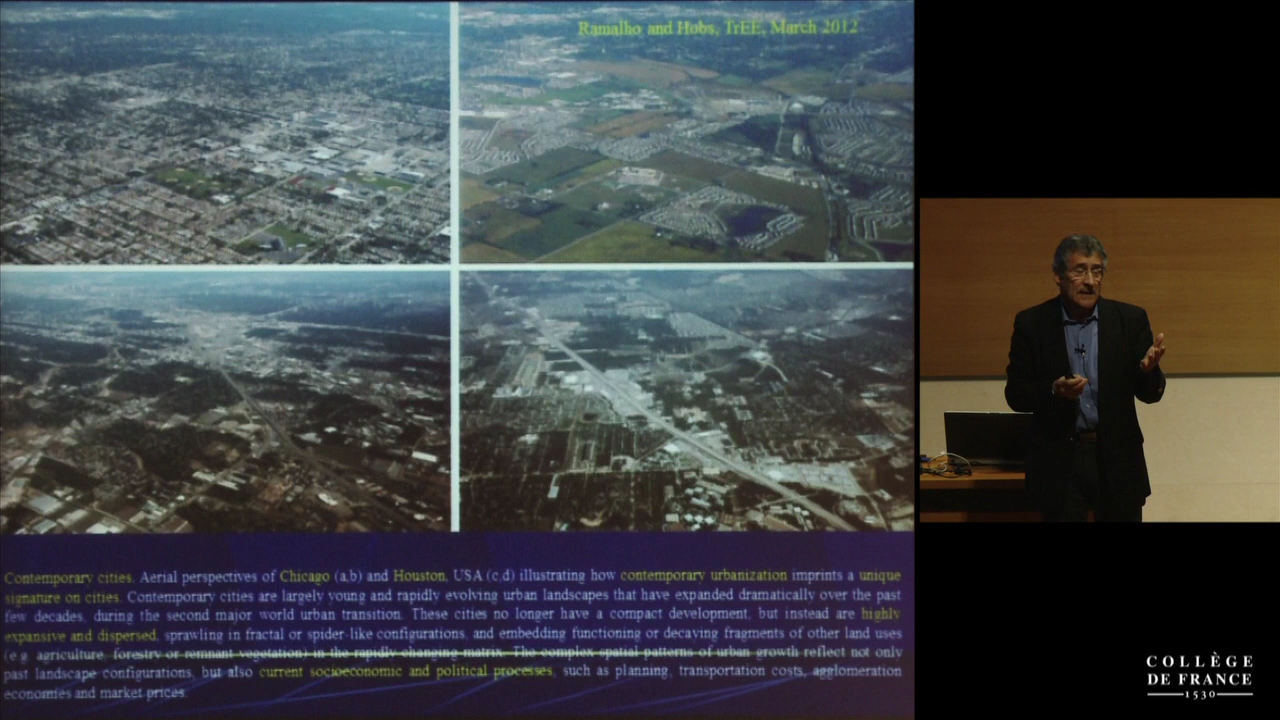 Ramalho and Hobs, TrEE, March 2012
Contemporary cities. Aerial perspectives of Chicago (a,b) and Houston, USA (c,d) illustrating how contemporary urbanization imprints a unique
signature on cities. Contemporary cities are largely young and rapidly evolving urban landscapes that have expanded dramatically over the past
few decades, during the second major world urban transition. These cities no longer have a compact development, but instead are highly
expansive and dispersed, sprawling in fractal or spider-like configurations, and embedding functioning or decaying fragments of other land uses
(e.g. agriculture, forestry or remnant vegetation) in the rapidly changing matrix. The complex spatial patterns of urban growth reflect not only
past landscape configurations, but also current socioeconomic and political processes, such as planning, transportation costs, agglomeration
economies and market prices.
COLLÈGE
DE FRANCE
1530